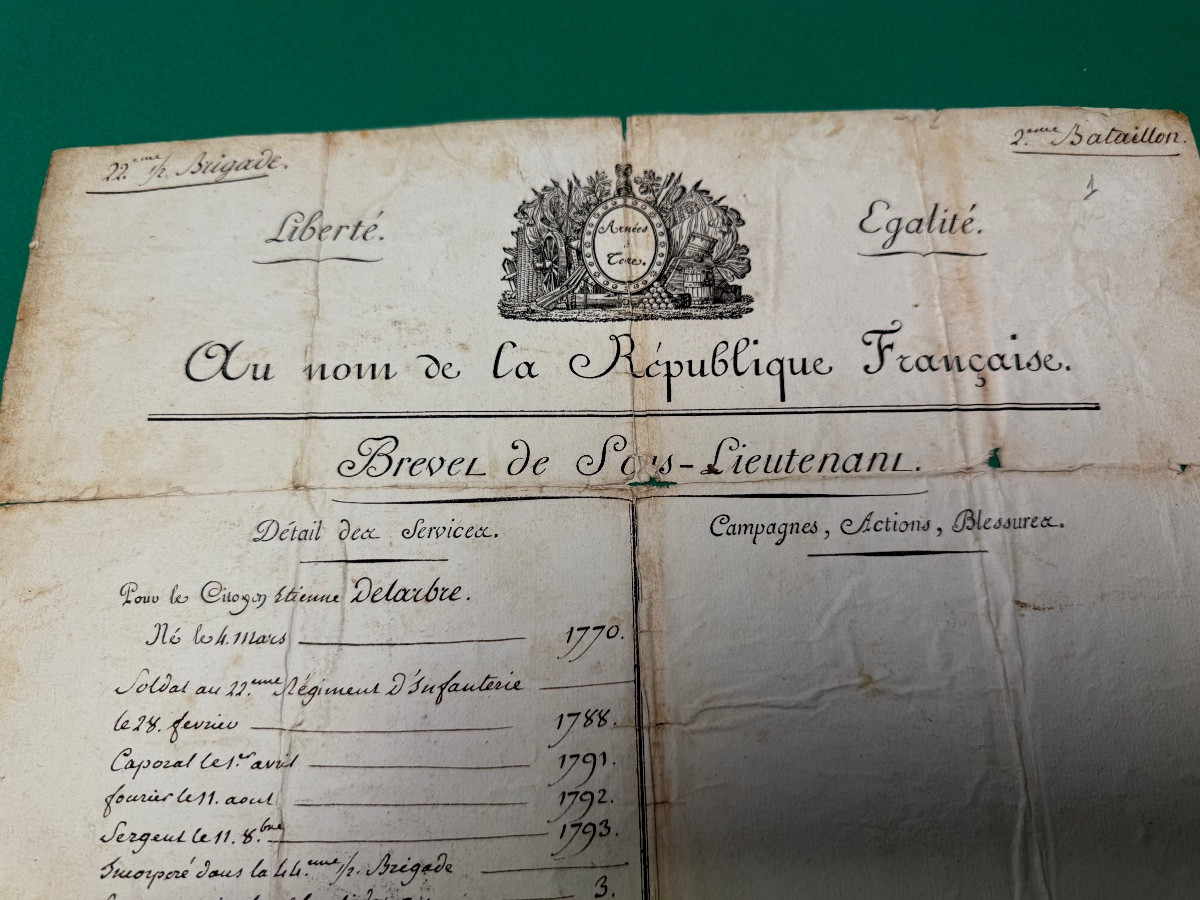 22.eme 1/2 Brigade.
2.eme Bataillon.
1
Liberté.
Egalité.
Armées
de
Terre.
Au nom de la République Française.
Brevet de Sous-Lieutenant.
Détail des Services.
Campagnes, Actions, Blessures.
Pour le Citoyen Etienne Delarbre.
Né le 4. mars 1770.
Soldat au 22.eme Régiment D'Infanterie
le 28. fevrier 1788.
Caporal le 1.er avril 1791.
fourier le 11. aout 1792.
Sergent le 11. 8.bre 1793.
Incorporé dans la 44.eme 1/2 Brigade
3.